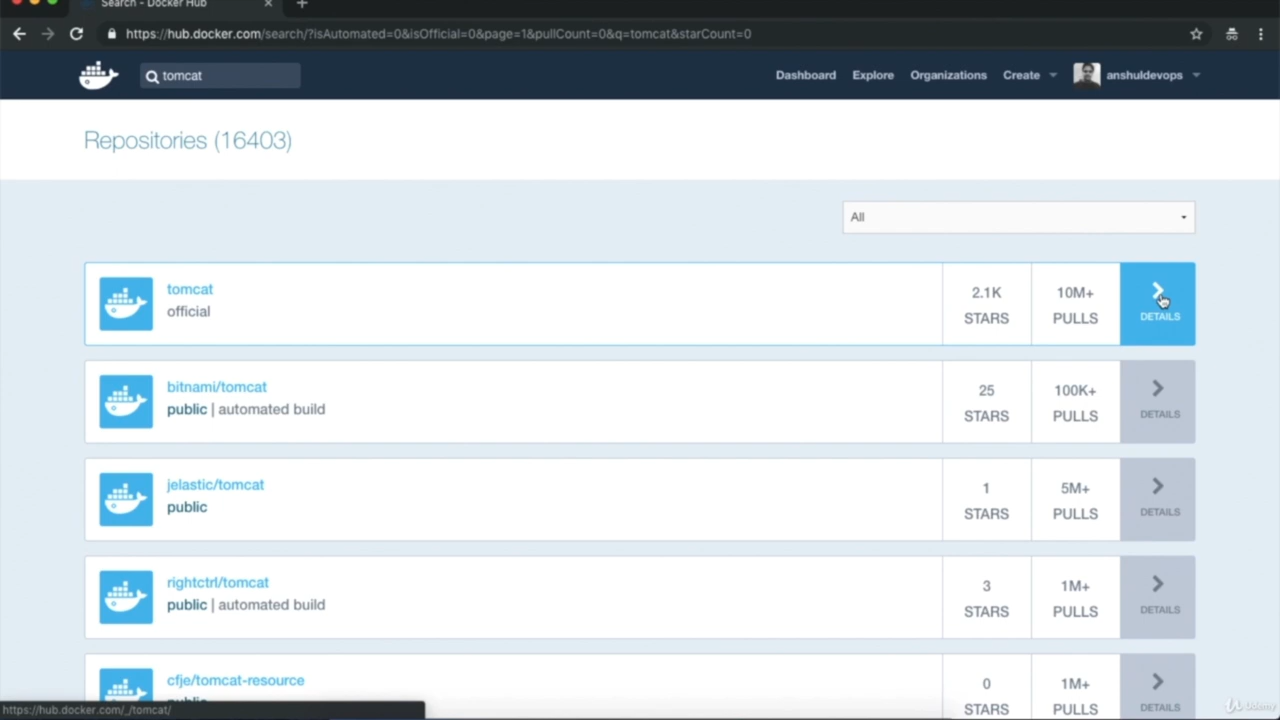 Search - Docker Hub
https://hub.docker.com/search/?isAutomated=0&isOfficial=0&page=1&pullCount=0&q=tomcat&starCount=0
tomcat
Dashboard Explore Organizations Create anshuldevops
Repositories (16403)
All
tomcat
official
2.1K
STARS
10M+
PULLS
DETAILS
bitnami/tomcat
public | automated build
25
STARS
100K+
PULLS
DETAILS
jelastic/tomcat
public
1
STARS
5M+
PULLS
DETAILS
rightctrl/tomcat
public | automated build
3
STARS
1M+
PULLS
DETAILS
cfje/tomcat-resource
public
0
STARS
1M+
PULLS
DETAILS
https://hub.docker.com/_/tomcat/
Udemy